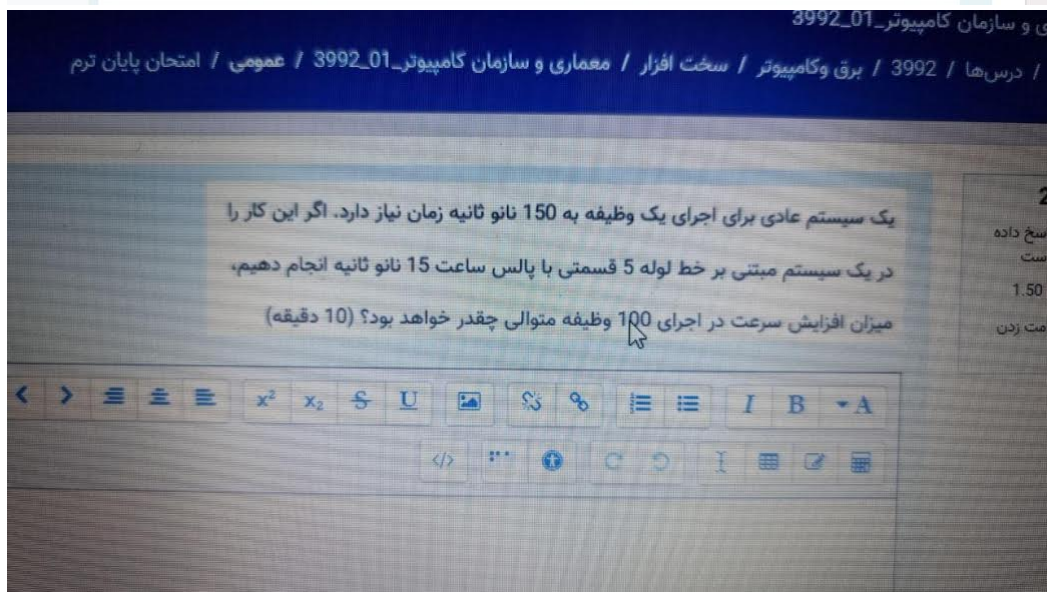 ی و سازمان کامپیوتر_01_3992
/ درس‌ها / 3992 / برق وکامپیوتر / سخت افزار / معماری و سازمان کامپیوتر_01_3992 / عمومی / امتحان پایان ترم
یک سیستم عادی برای اجرای یک وظیفه به 150 نانو ثانیه زمان نیاز دارد. اگر این کار را
در یک سیستم مبتنی بر خط لوله 5 قسمتی با پالس ساعت 15 نانو ثانیه انجام دهیم،
میزان افزایش سرعت در اجرای 100 وظیفه متوالی چقدر خواهد بود؟ (10 دقیقه)
2
سخ داده
ست
1.50
مت زدن